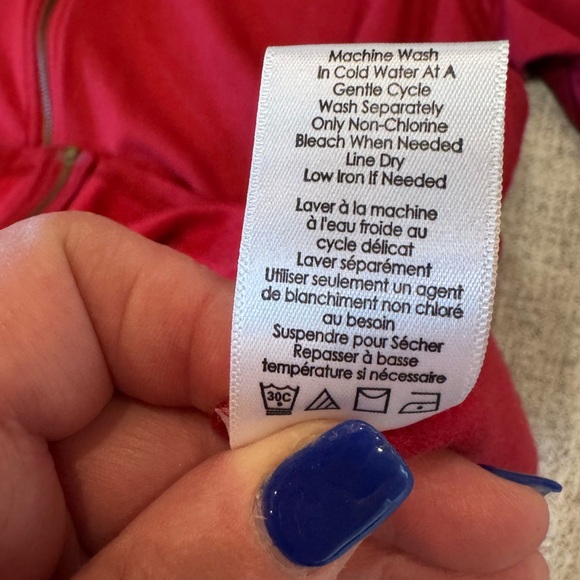 Machine Wash
In Cold Water At A
Gentle Cycle
Wash Separately
Only Non-Chlorine
Bleach When Needed
Line Dry
Low Iron If Needed
Laver à la machine
à l'eau froide au
cycle délicat
Laver séparément
Utiliser seulement un agent
de blanchiment non chloré
au besoin
Suspendre pour Sécher
Repasser à basse
température si nécessaire
30C